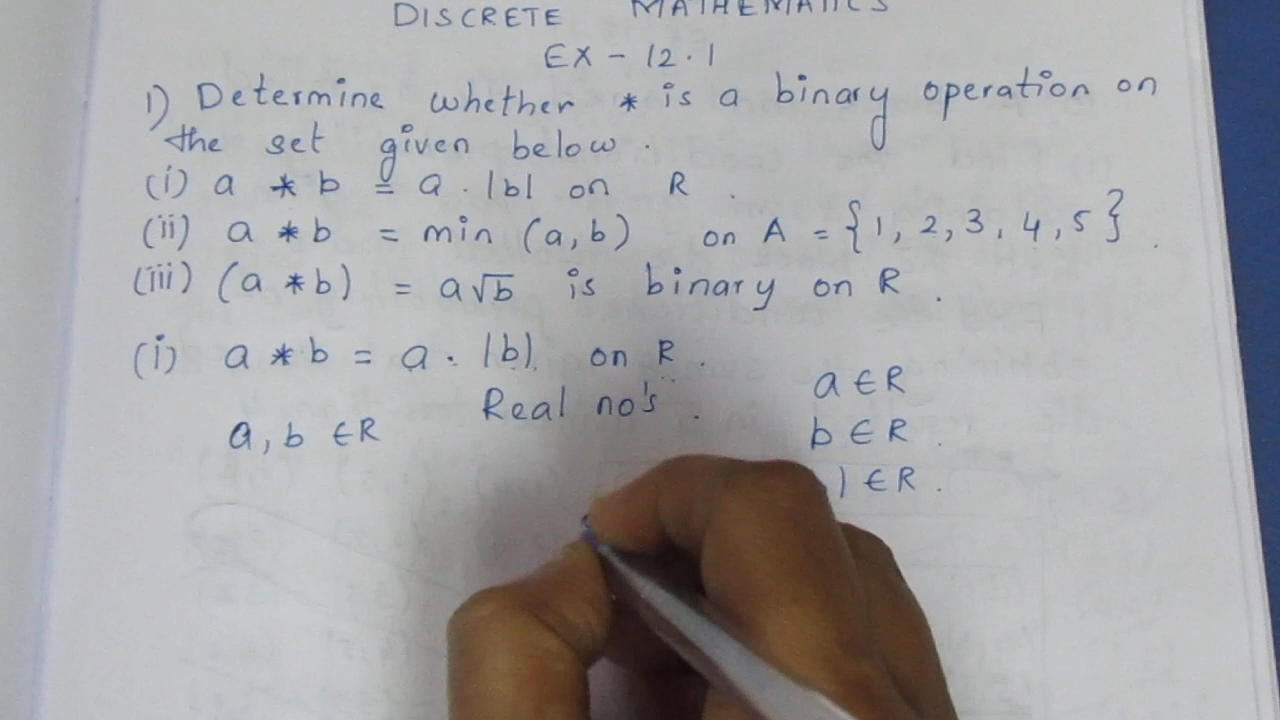 DISCRETE MATHEMATICS
EX - 12.1
1) Determine whether * is a binary operation on
the set given below.
(i) a * b = a . |b| on R .
(ii) a * b = min (a, b) on A = {1, 2, 3, 4, 5} .
(iii) (a * b) = a√b is binary on R .
(i) a * b = a . |b| on R .
Real no's .
a ∈ R
a, b ∈ R
b ∈ R .
| ∈ R .